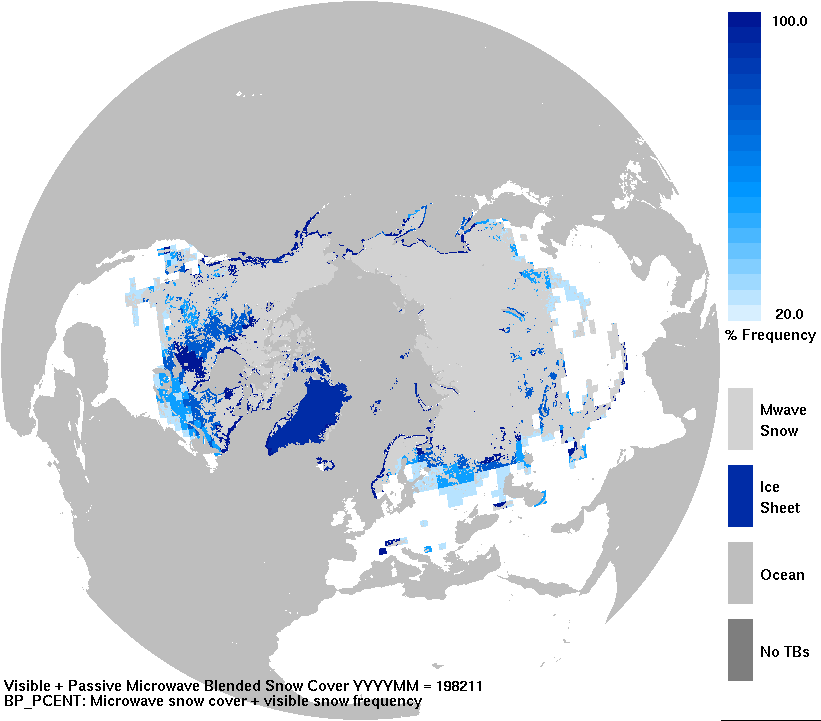 100.0
20.0
% Frequency
Mwave
Snow
Ice
Sheet
Ocean
No TBs
Visible + Passive Microwave Blended Snow Cover YYYYMM = 198211
BP_PCENT: Microwave snow cover + visible snow frequency